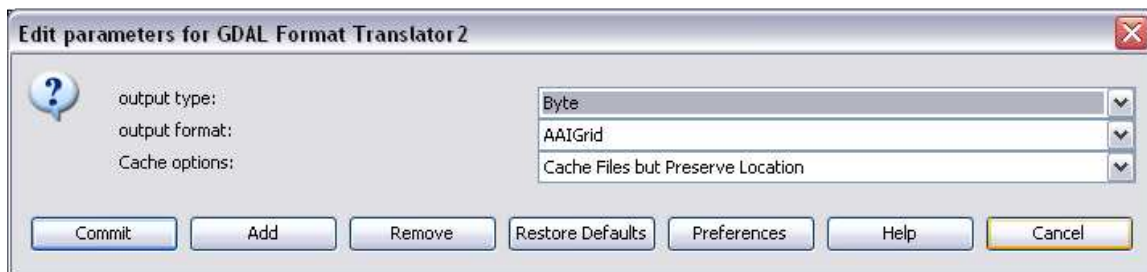 Edit parameters for GDAL Format Translator2
output type: Byte
output format: AAIGrid
Cache options: Cache Files but Preserve Location
Commit Add Remove Restore Defaults Preferences Help Cancel